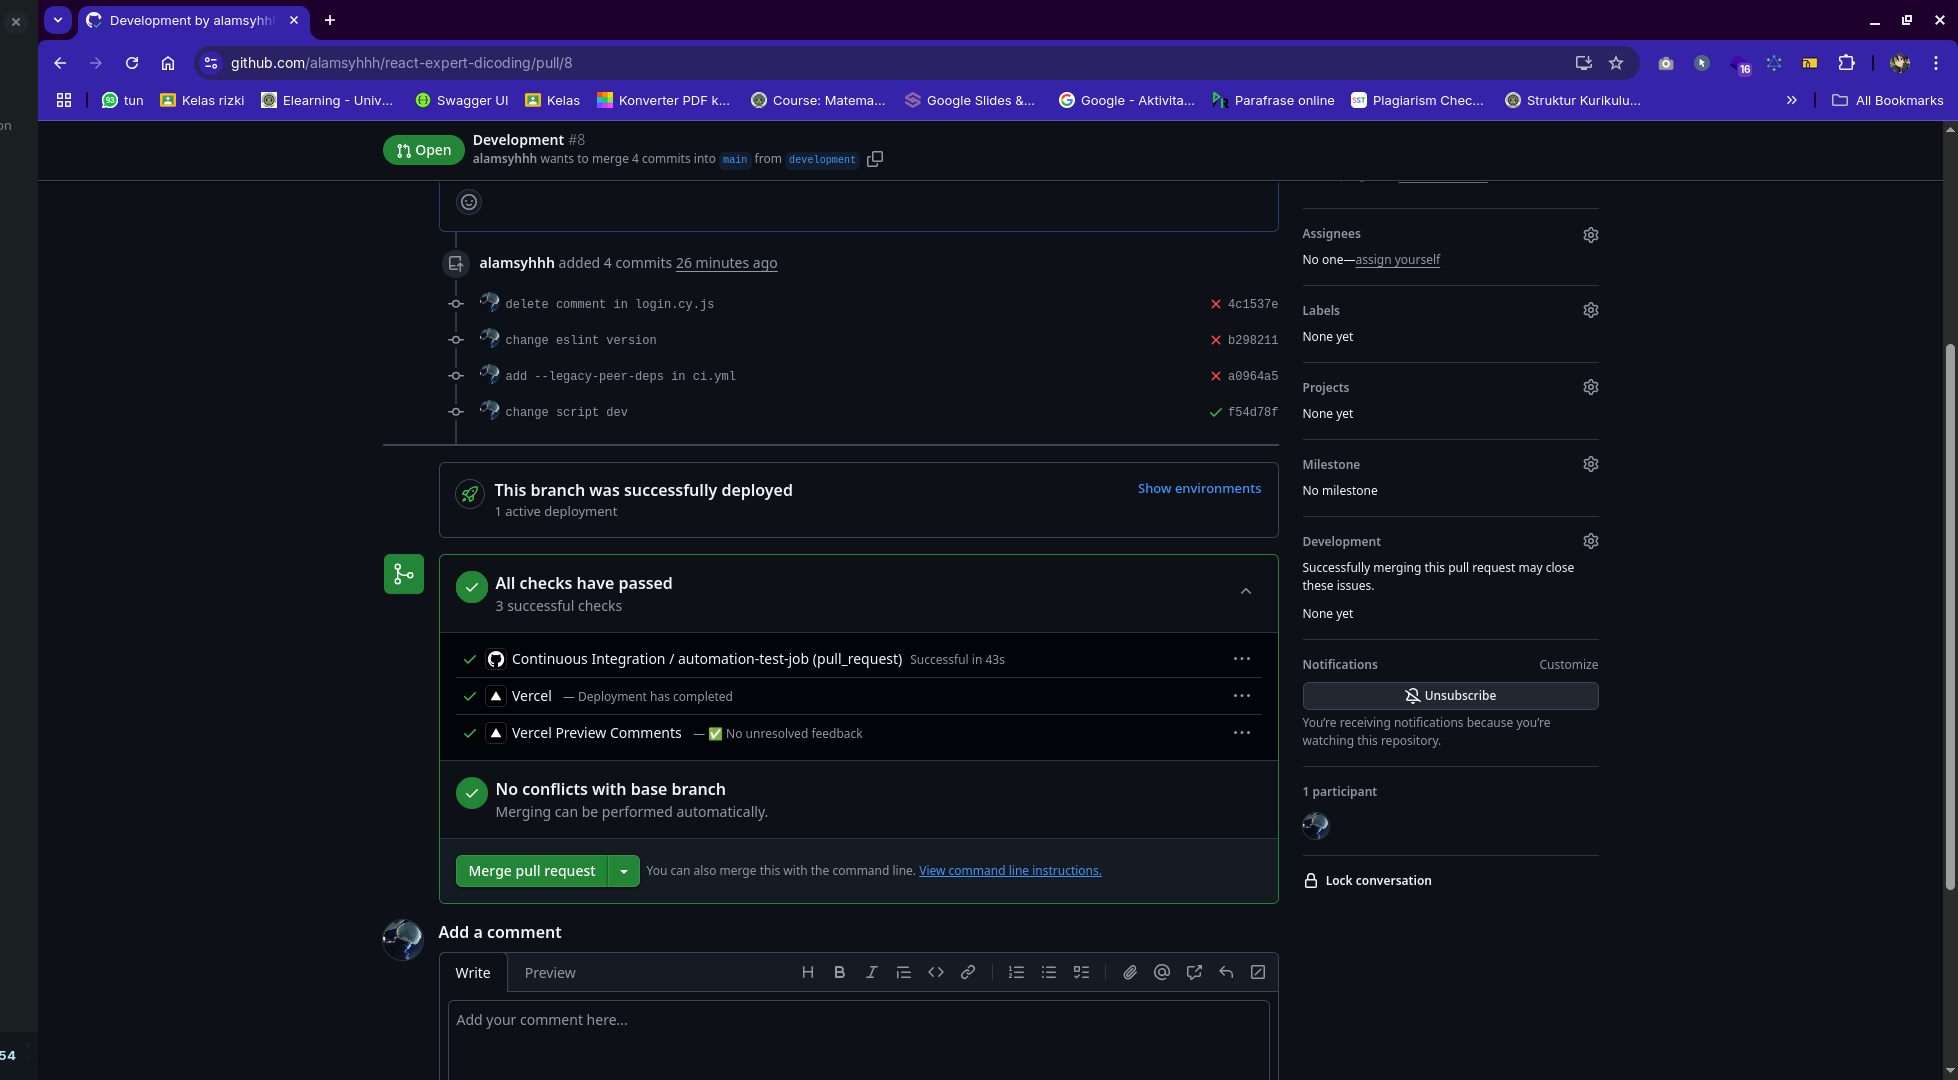 Development by alamsyhh
github.com/alamsyhhh/react-expert-dicoding/pull/8
16
93 tun
Kelas rizki
Elearning - Univ...
Swagger UI
Kelas
Konverter PDF k...
Course: Matema...
Google Slides &...
Google - Aktivita...
Parafrase online
SST Plagiarism Chec...
Struktur Kurikulu...
All Bookmarks
on
Open
Development #8
alamsyhhh wants to merge 4 commits into main from development
alamsyhhh added 4 commits 26 minutes ago
delete comment in login.cy.js 4c1537e
change eslint version b298211
add --legacy-peer-deps in ci.yml a0964a5
change script dev f54d78f
This branch was successfully deployed
1 active deployment
Show environments
All checks have passed
3 successful checks
Continuous Integration / automation-test-job (pull_request) Successful in 43s
Vercel — Deployment has completed
Vercel Preview Comments — ✅ No unresolved feedback
No conflicts with base branch
Merging can be performed automatically.
Merge pull request
You can also merge this with the command line. View command line instructions.
Add a comment
Write
Preview
Add your comment here...
Assignees
No one—assign yourself
Labels
None yet
Projects
None yet
Milestone
No milestone
Development
Successfully merging this pull request may close
these issues.
None yet
Notifications
Customize
Unsubscribe
You're receiving notifications because you're
watching this repository.
1 participant
Lock conversation
54